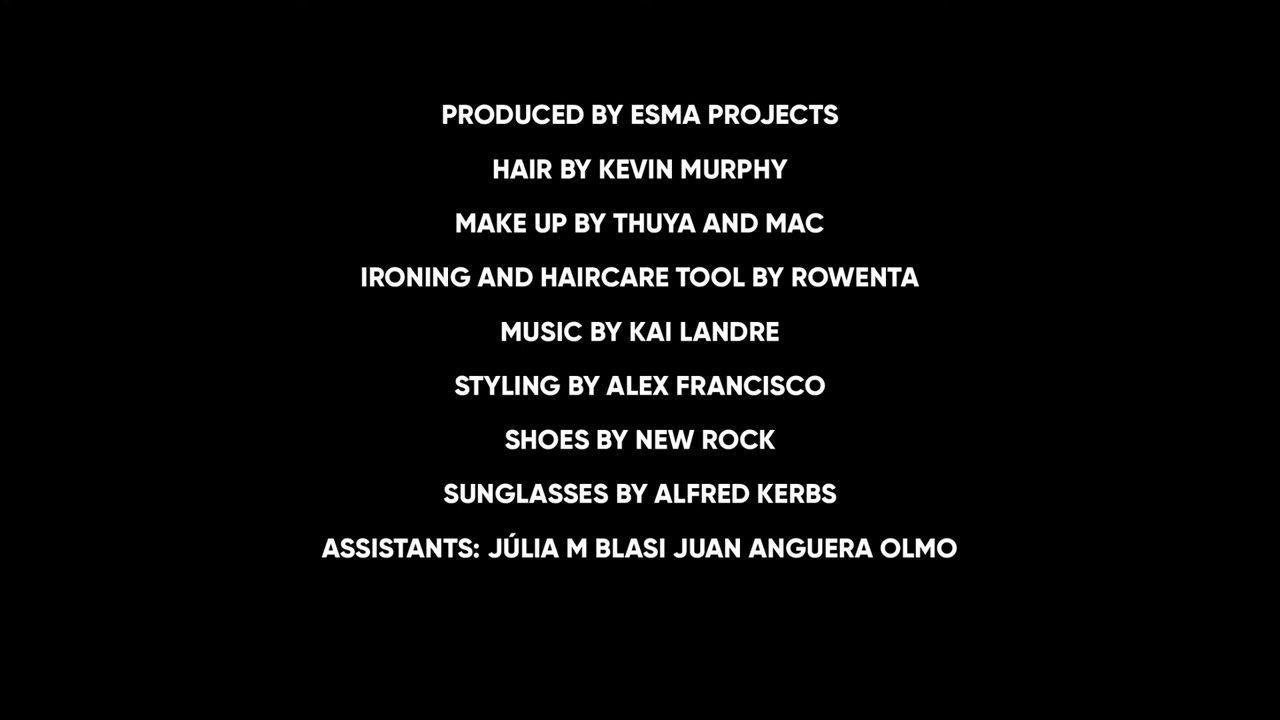 PRODUCED BY ESMA PROJECTS
HAIR BY KEVIN MURPHY
MAKE UP BY THUYA AND MAC
IRONING AND HAIRCARE TOOL BY ROWENTA
MUSIC BY KAI LANDRE
STYLING BY ALEX FRANCISCO
SHOES BY NEW ROCK
SUNGLASSES BY ALFRED KERBS
ASSISTANTS: JÚLIA M BLASI JUAN ANGUERA OLMO